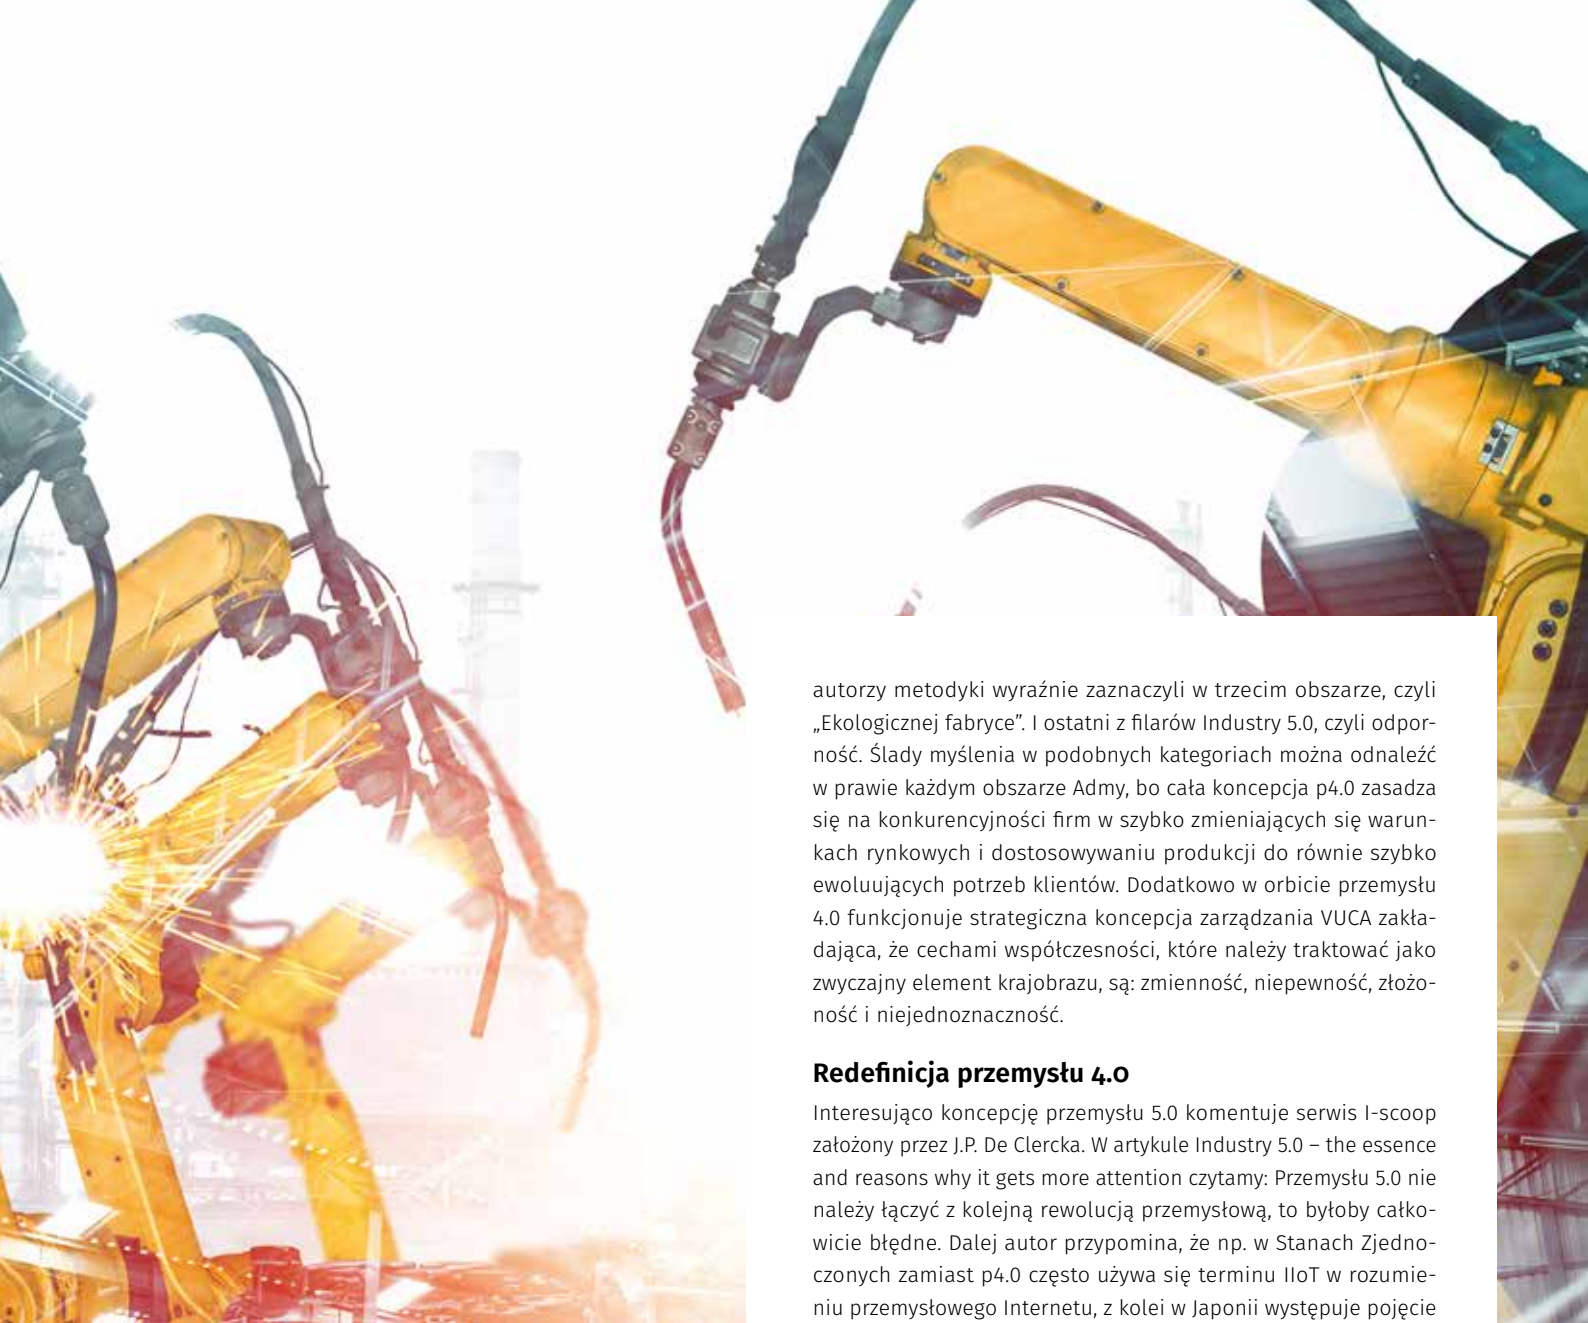 autorzy metodyki wyraźnie zaznaczyli w trzecim obszarze, czyli
„Ekologicznej fabryce”. I ostatni z filarów Industry 5.0, czyli odpor-
ność. Ślady myślenia w podobnych kategoriach można odnaleźć
w prawie każdym obszarze Admy, bo cała koncepcja p4.0 zasadza
się na konkurencyjności firm w szybko zmieniających się warun-
kach rynkowych i dostosowywaniu produkcji do równie szybko
ewoluujących potrzeb klientów. Dodatkowo w orbicie przemysłu
4.0 funkcjonuje strategiczna koncepcja zarządzania VUCA zakła-
dająca, że cechami współczesności, które należy traktować jako
zwyczajny element krajobrazu, są: zmienność, niepewność, złożo-
ność i niejednoznaczność.
Redefinicja przemysłu 4.0
Interesująco koncepcję przemysłu 5.0 komentuje serwis I-scoop
założony przez J.P. De Clercka. W artykule Industry 5.0 – the essence
and reasons why it gets more attention czytamy: Przemysłu 5.0 nie
należy łączyć z kolejną rewolucją przemysłową, to byłoby całko-
wicie błędne. Dalej autor przypomina, że np. w Stanach Zjedno-
czonych zamiast p4.0 często używa się terminu IIoT w rozumie-
niu przemysłowego Internetu, z kolei w Japonii występuje pojęcie